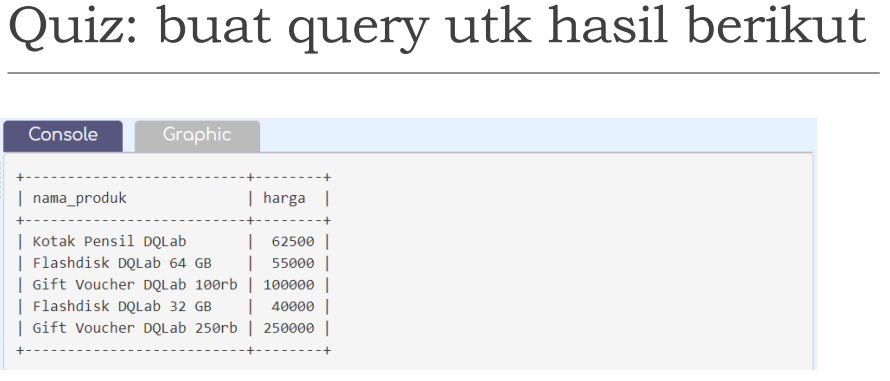 Quiz: buat query utk hasil berikut
Console Graphic
+--------------------------+--------+
| nama_produk              | harga  |
+--------------------------+--------+
| Kotak Pensil DQLab       |  62500 |
| Flashdisk DQLab 64 GB    |  55000 |
| Gift Voucher DQLab 100rb | 100000 |
| Flashdisk DQLab 32 GB    |  40000 |
| Gift Voucher DQLab 250rb | 250000 |
+--------------------------+--------+